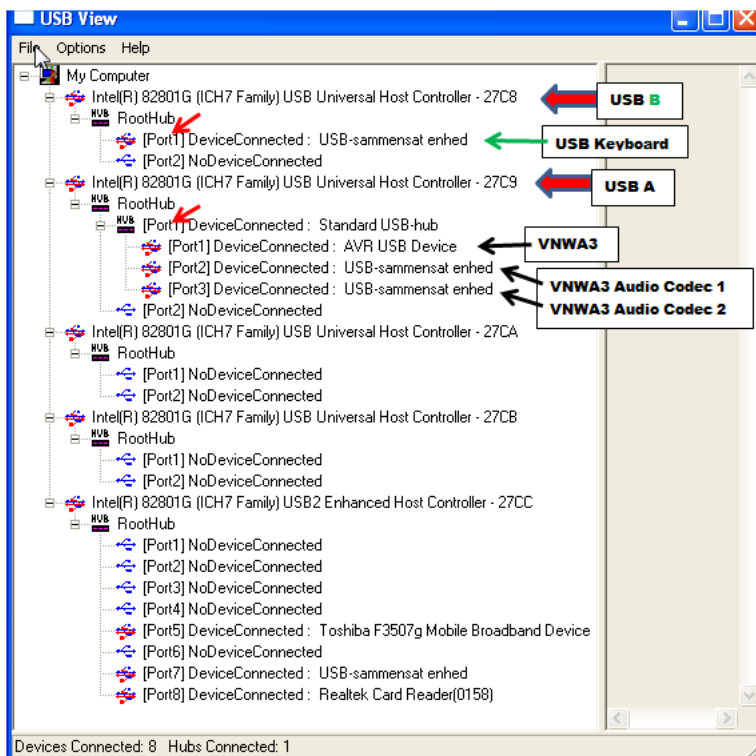 USB View
File Options Help
My Computer
Intel(R) 82801G (ICH7 Family) USB Universal Host Controller - 27C8
USB B
HUB RootHub
[Port1] DeviceConnected : USB-sammensat enhed
USB Keyboard
[Port2] NoDeviceConnected
Intel(R) 82801G (ICH7 Family) USB Universal Host Controller - 27C9
USB A
HUB RootHub
HUB [Port1] DeviceConnected : Standard USB-hub
[Port1] DeviceConnected : AVR USB Device
VNWA3
[Port2] DeviceConnected : USB-sammensat enhed
VNWA3 Audio Codec 1
[Port3] DeviceConnected : USB-sammensat enhed
VNWA3 Audio Codec 2
[Port2] NoDeviceConnected
Intel(R) 82801G (ICH7 Family) USB Universal Host Controller - 27CA
HUB RootHub
[Port1] NoDeviceConnected
[Port2] NoDeviceConnected
Intel(R) 82801G (ICH7 Family) USB Universal Host Controller - 27CB
HUB RootHub
[Port1] NoDeviceConnected
[Port2] NoDeviceConnected
Intel(R) 82801G (ICH7 Family) USB2 Enhanced Host Controller - 27CC
HUB RootHub
[Port1] NoDeviceConnected
[Port2] NoDeviceConnected
[Port3] NoDeviceConnected
[Port4] NoDeviceConnected
[Port5] DeviceConnected : Toshiba F3507g Mobile Broadband Device
[Port6] NoDeviceConnected
[Port7] DeviceConnected : USB-sammensat enhed
[Port8] DeviceConnected : Realtek Card Reader(0158)
Devices Connected: 8 Hubs Connected: 1